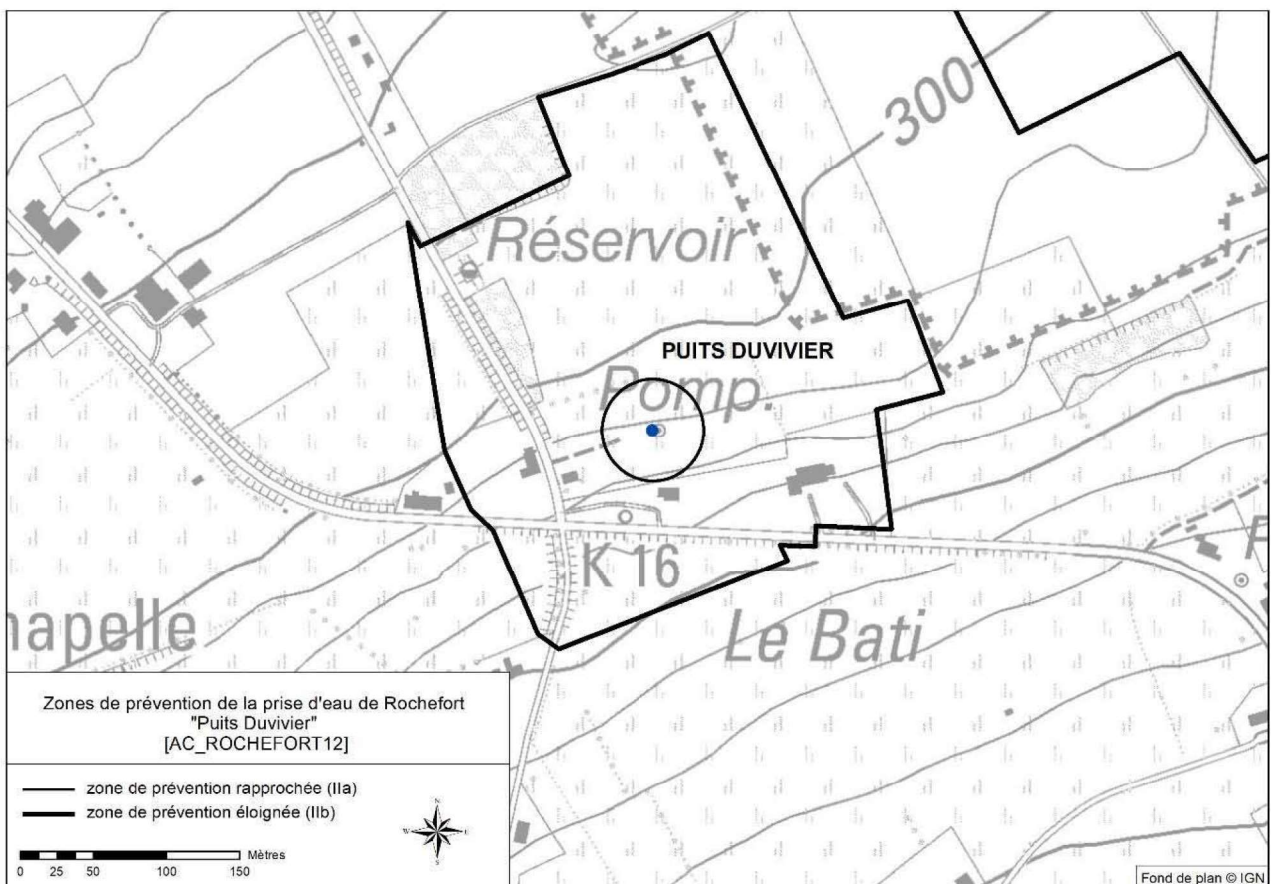 300
Réservoir
PUITS DUVIVIER
Pomp.
K 16
hapelle
Le Bati
Zones de prévention de la prise d'eau de Rochefort
"Puits Duvivier"
[AC_ROCHEFORT12]
zone de prévention rapprochée (IIa)
zone de prévention éloignée (IIb)
N
W
E
S
Mètres
0 25 50 100 150
Fond de plan © IGN